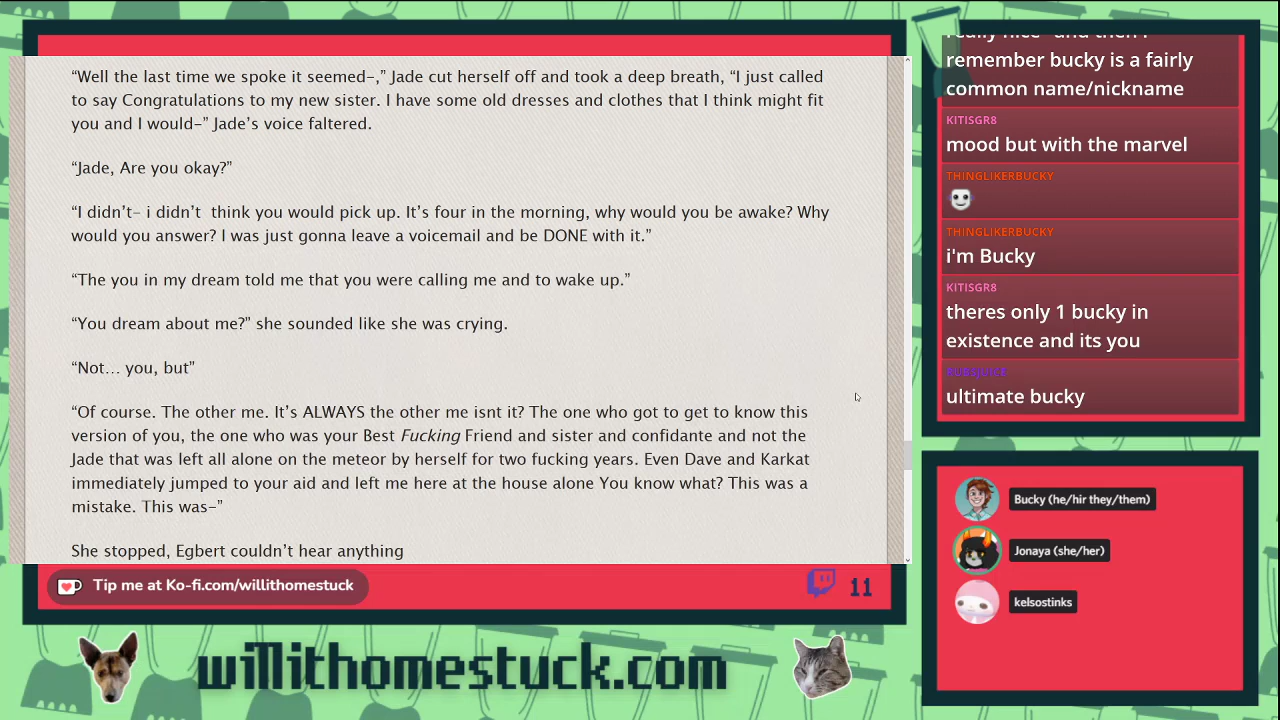 “Well the last time we spoke it seemed–,” Jade cut herself off and took a deep breath, “I just called
to say Congratulations to my new sister. I have some old dresses and clothes that I think might fit
you and I would–” Jade’s voice faltered.
“Jade, Are you okay?”
“I didn’t– i didn’t  think you would pick up. It’s four in the morning, why would you be awake? Why
would you answer? I was just gonna leave a voicemail and be DONE with it.”
“The you in my dream told me that you were calling me and to wake up.”
“You dream about me?” she sounded like she was crying.
“Not… you, but”
“Of course. The other me. It’s ALWAYS the other me isnt it? The one who got to get to know this
version of you, the one who was your Best Fucking Friend and sister and confidante and not the
Jade that was left all alone on the meteor by herself for two fucking years. Even Dave and Karkat
immediately jumped to your aid and left me here at the house alone You know what? This was a
mistake. This was–”
She stopped, Egbert couldn’t hear anything
Tip me at Ko-fi.com/willithomestuck
11
willithomestuck.com
remember bucky is a fairly
common name/nickname
KITISGR8
mood but with the marvel
THINGLIKERBUCKY
THINGLIKERBUCKY
i'm Bucky
KITISGR8
theres only 1 bucky in
existence and its you
ultimate bucky
Bucky (he/hir they/them)
Jonaya (she/her)
kelsostinks